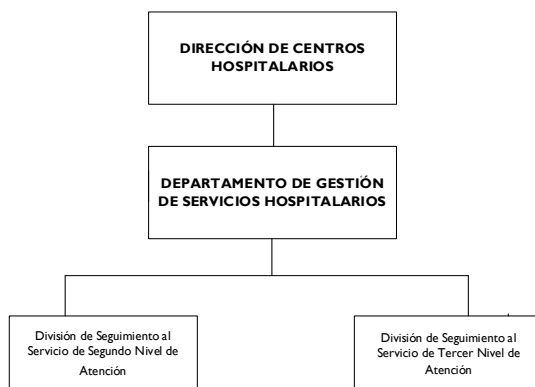 DIRECCIÓN DE CENTROS
HOSPITALARIOS
DEPARTAMENTO DE GESTIÓN
DE SERVICIOS HOSPITALARIOS
División de Seguimiento al
Servicio de Segundo Nivel de
Atención
División de Seguimiento al
Servicio de Tercer Nivel de
Atención